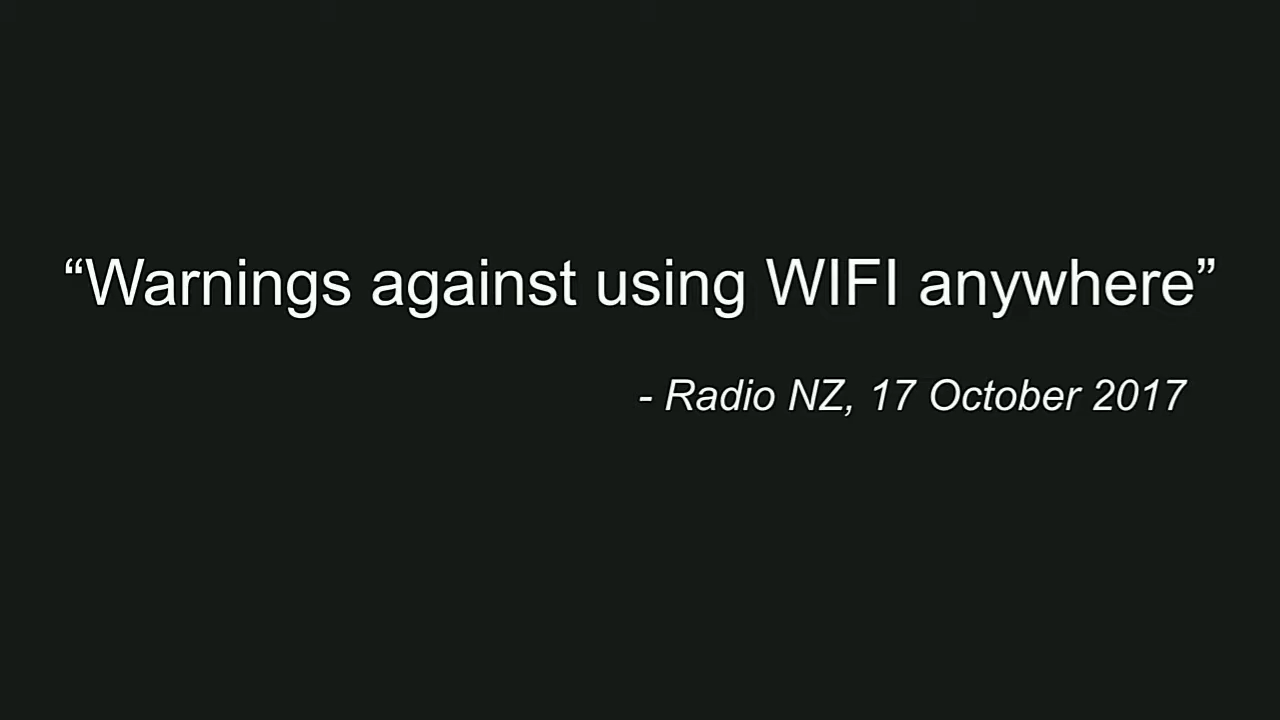 “Warnings against using WIFI anywhere”
- Radio NZ, 17 October 2017